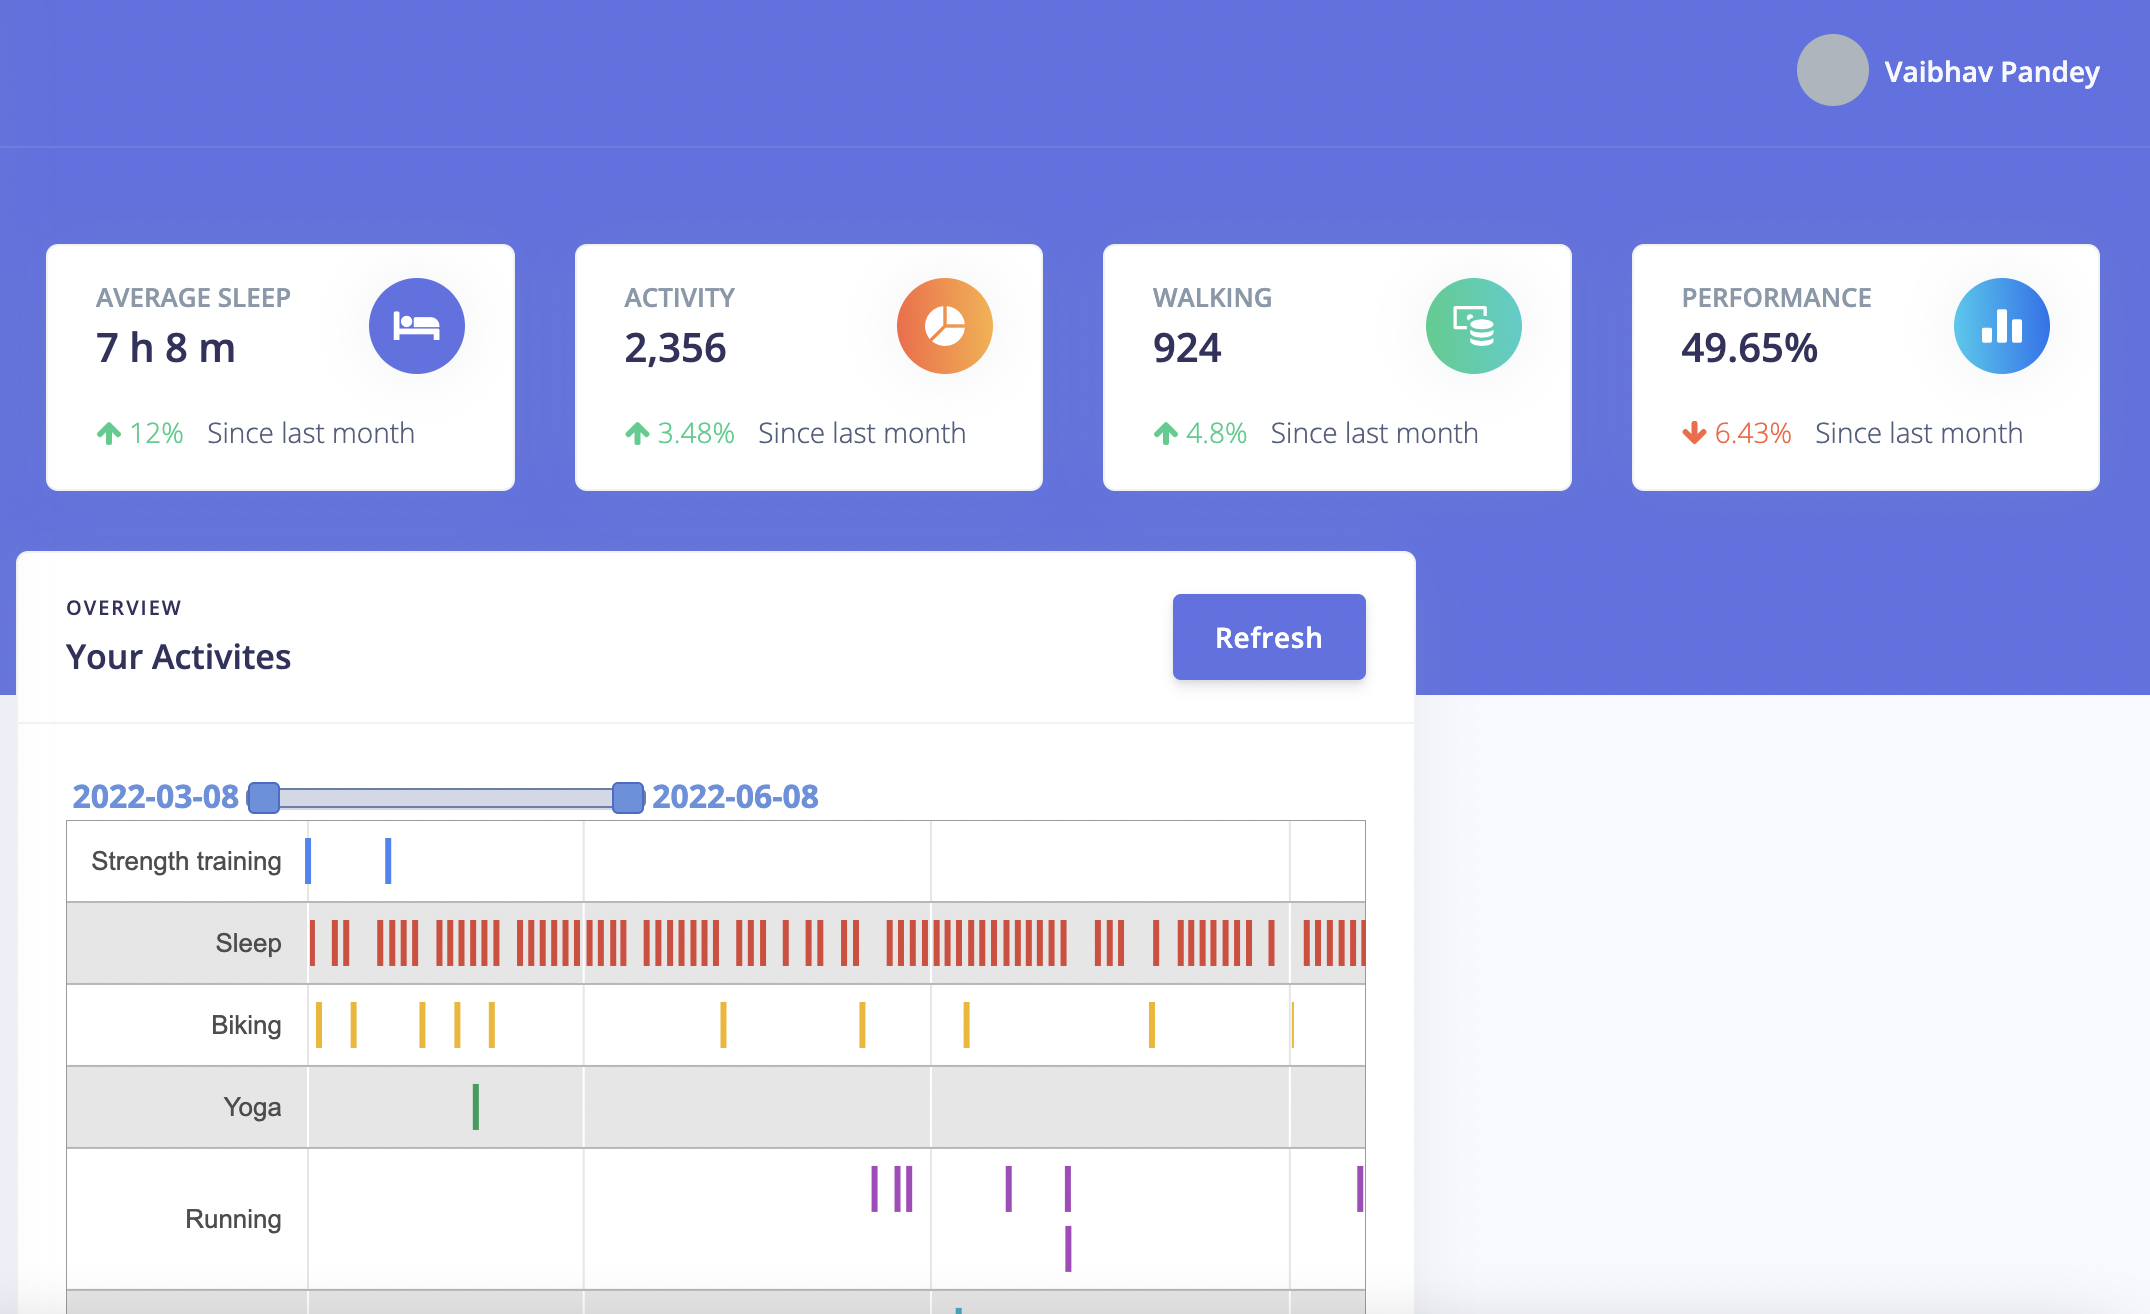 Vaibhav Pandey
AVERAGE SLEEP
7 h 8 m
12% Since last month
ACTIVITY
2,356
3.48% Since last month
WALKING
924
4.8% Since last month
PERFORMANCE
49.65%
6.43% Since last month
OVERVIEW
Your Activites
Refresh
2022-03-08 2022-06-08
Strength training
Sleep
Biking
Yoga
Running